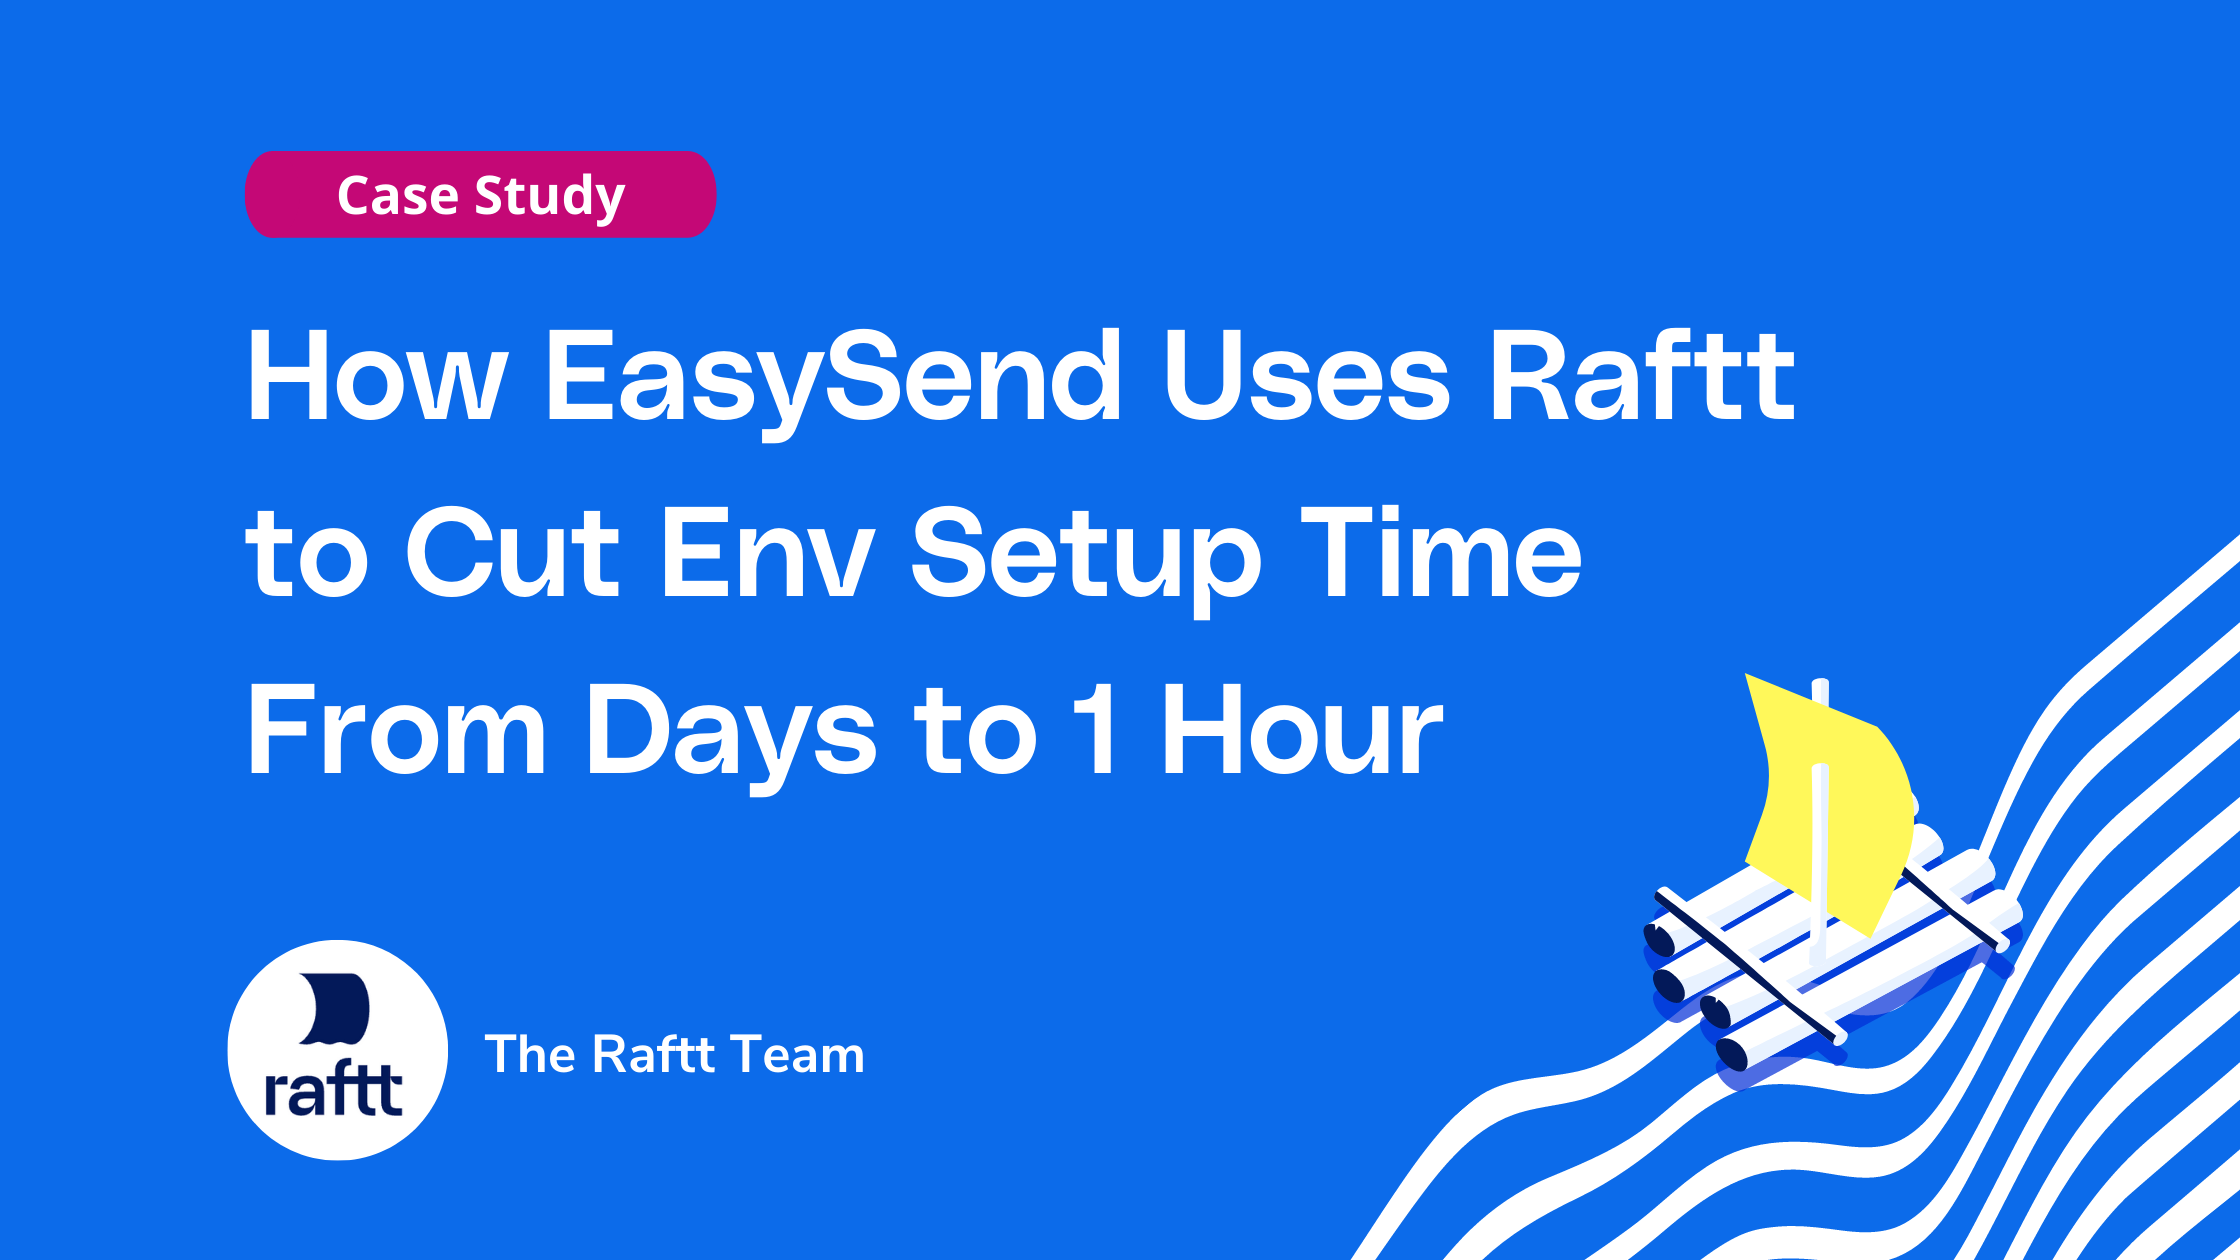 Case Study
How EasySend Uses Raftt
to Cut Env Setup Time
From Days to 1 Hour
raftt
The Raftt Team